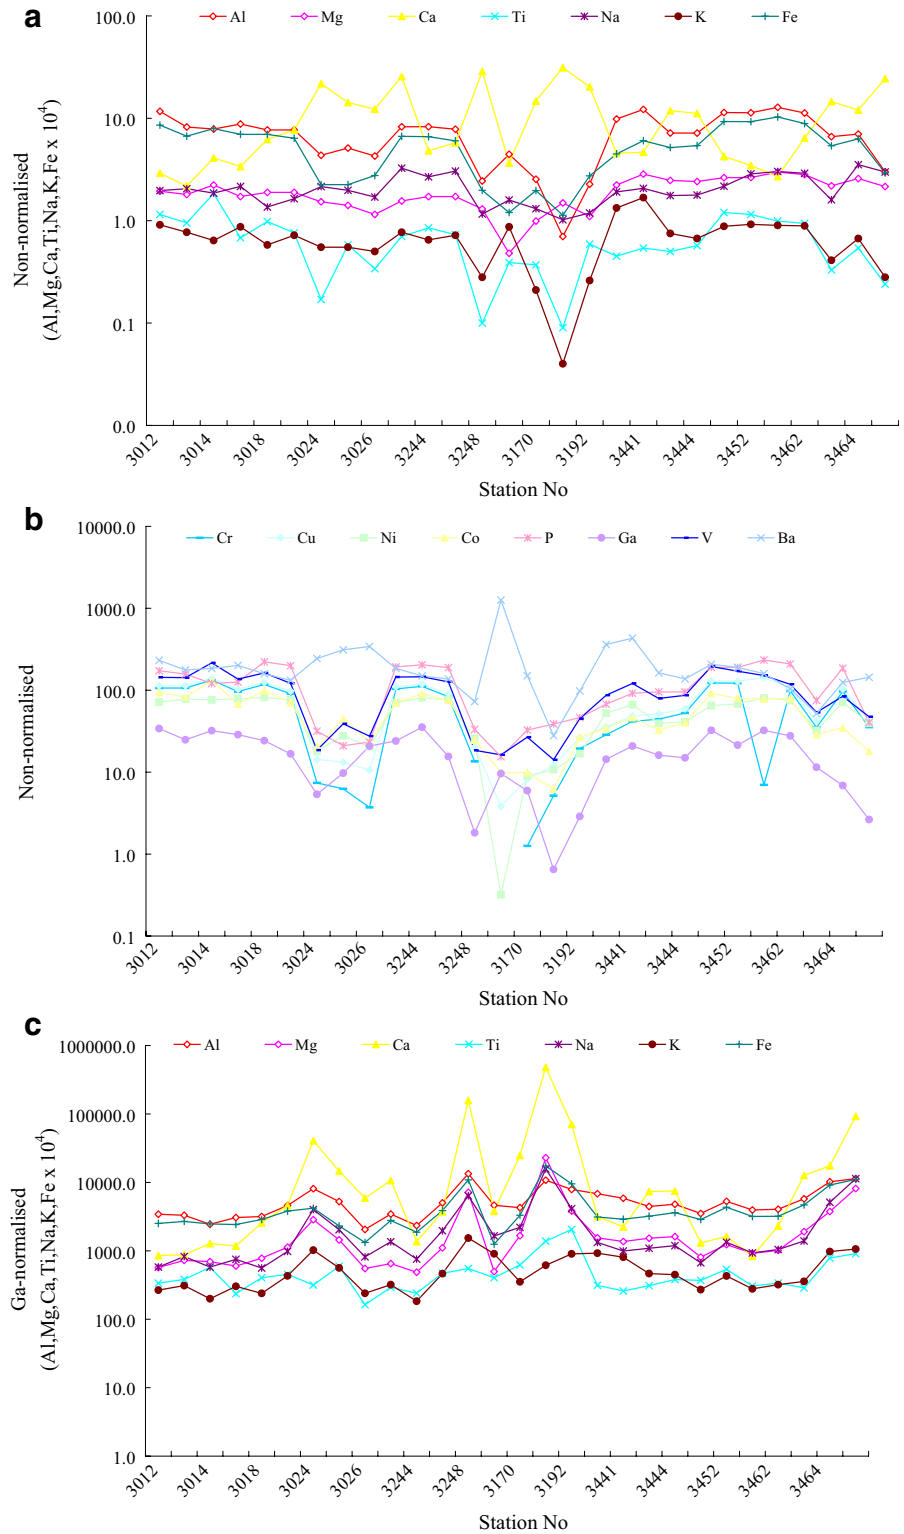 a
Al Mg Ca Ti Na K Fe
Non-normalised
(Al,Mg,Ca,Ti,Na,K,Fe x 10⁴)
100.0
10.0
1.0
0.1
0.0
3012 3014 3018 3024 3026 3244 3248 3170 3192 3441 3444 3452 3462 3464
Station No
b
Cr Cu Ni Co P Ga V Ba
Non-normalised
10000.0
1000.0
100.0
10.0
1.0
0.1
3012 3014 3018 3024 3026 3244 3248 3170 3192 3441 3444 3452 3462 3464
Station No
c
Al Mg Ca Ti Na K Fe
Ga-normalised
(Al,Mg,Ca,Ti,Na,K,Fe x 10⁴)
1000000.0
100000.0
10000.0
1000.0
100.0
10.0
1.0
3012 3014 3018 3024 3026 3244 3248 3170 3192 3441 3444 3452 3462 3464
Station No